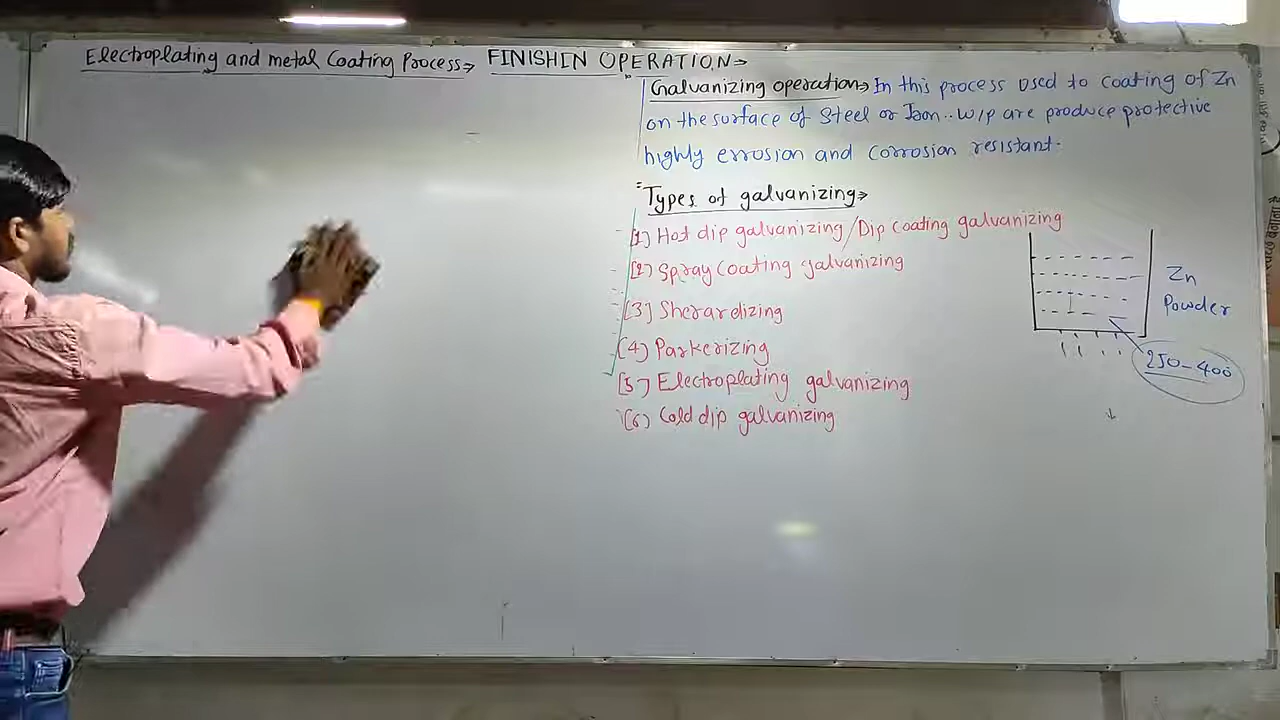 Electroplating and metal Coating Process→ FINISHIN OPERATION→
Galvanizing operation→ In this process used to coating of Zn
on the surface of Steel or Iron.. W/p are produce protective
highly errosion and corrosion resistant.
Types of galvanizing→
[1] Hot dip galvanizing/Dip coating galvanizing
[2] Spray coating galvanizing
[3] Sherardizing
[4] Parkerizing
[5] Electroplating galvanizing
[6] Cold dip galvanizing
Zn
Powder
250-400